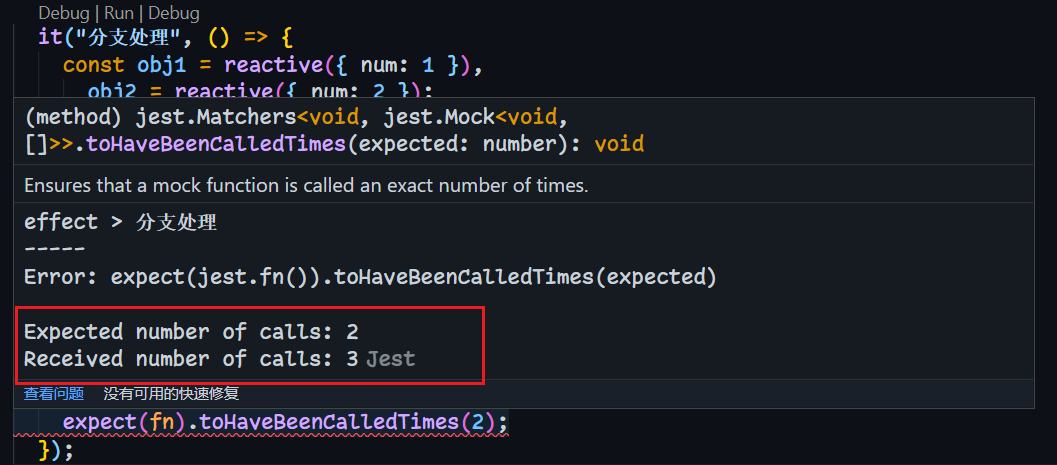 Debug | Run | Debug
it("分支处理", () => {
const obj1 = reactive({ num: 1 }),
obj2 = reactive({ num: 2 });
(method) jest.Matchers<void, jest.Mock<void,
[]>>.toHaveBeenCalledTimes(expected: number): void
Ensures that a mock function is called an exact number of times.
effect > 分支处理
-----
Error: expect(jest.fn()).toHaveBeenCalledTimes(expected)
Expected number of calls: 2
Received number of calls: 3 Jest
查看问题 没有可用的快速修复
expect(fn).toHaveBeenCalledTimes(2);
});